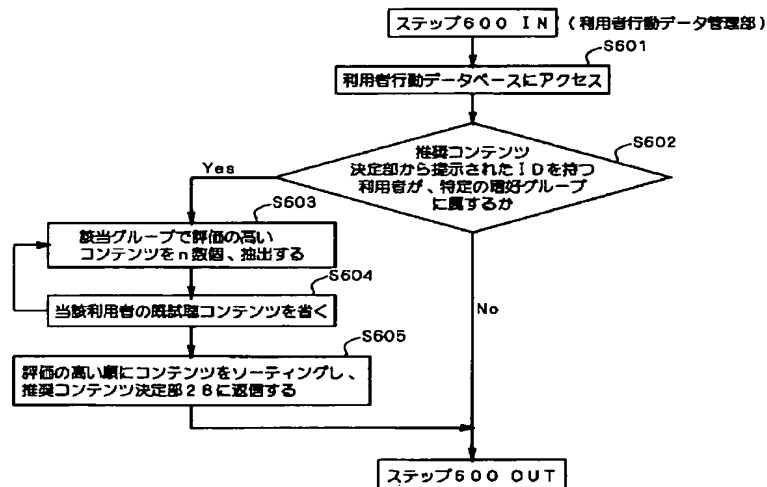 ステップ600 IN (利用者行動データ管理部)
S601
利用者行動データベースにアクセス
S602
推奨コンテンツ
決定部から提示されたIDを持つ
利用者が、特定の嗜好グループ
に属するか
Yes
S603
該当グループで評価の高い
コンテンツをn数個、抽出する
S604
当該利用者の既試聴コンテンツを省く
No
S605
評価の高い順にコンテンツをソーティングし、
推奨コンテンツ決定部26に返信する
ステップ600 OUT